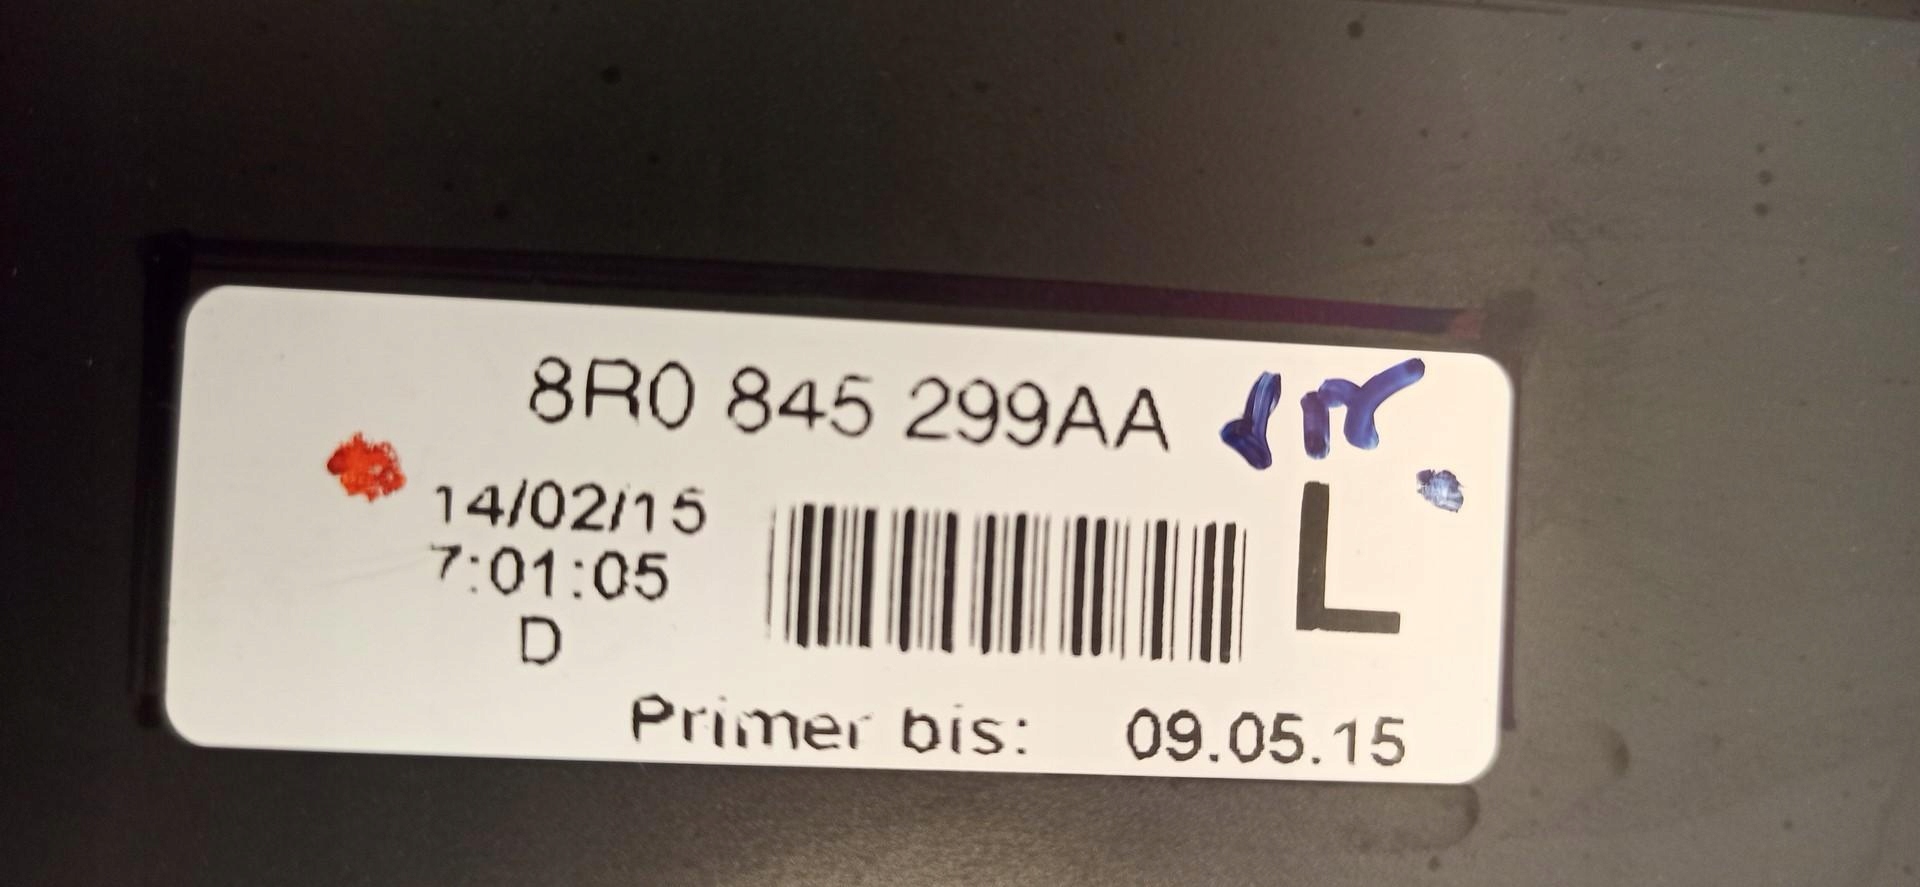 8R0 845 299AA
14/02/15
7:01:05
D
L
Primer bis: 09.05.15